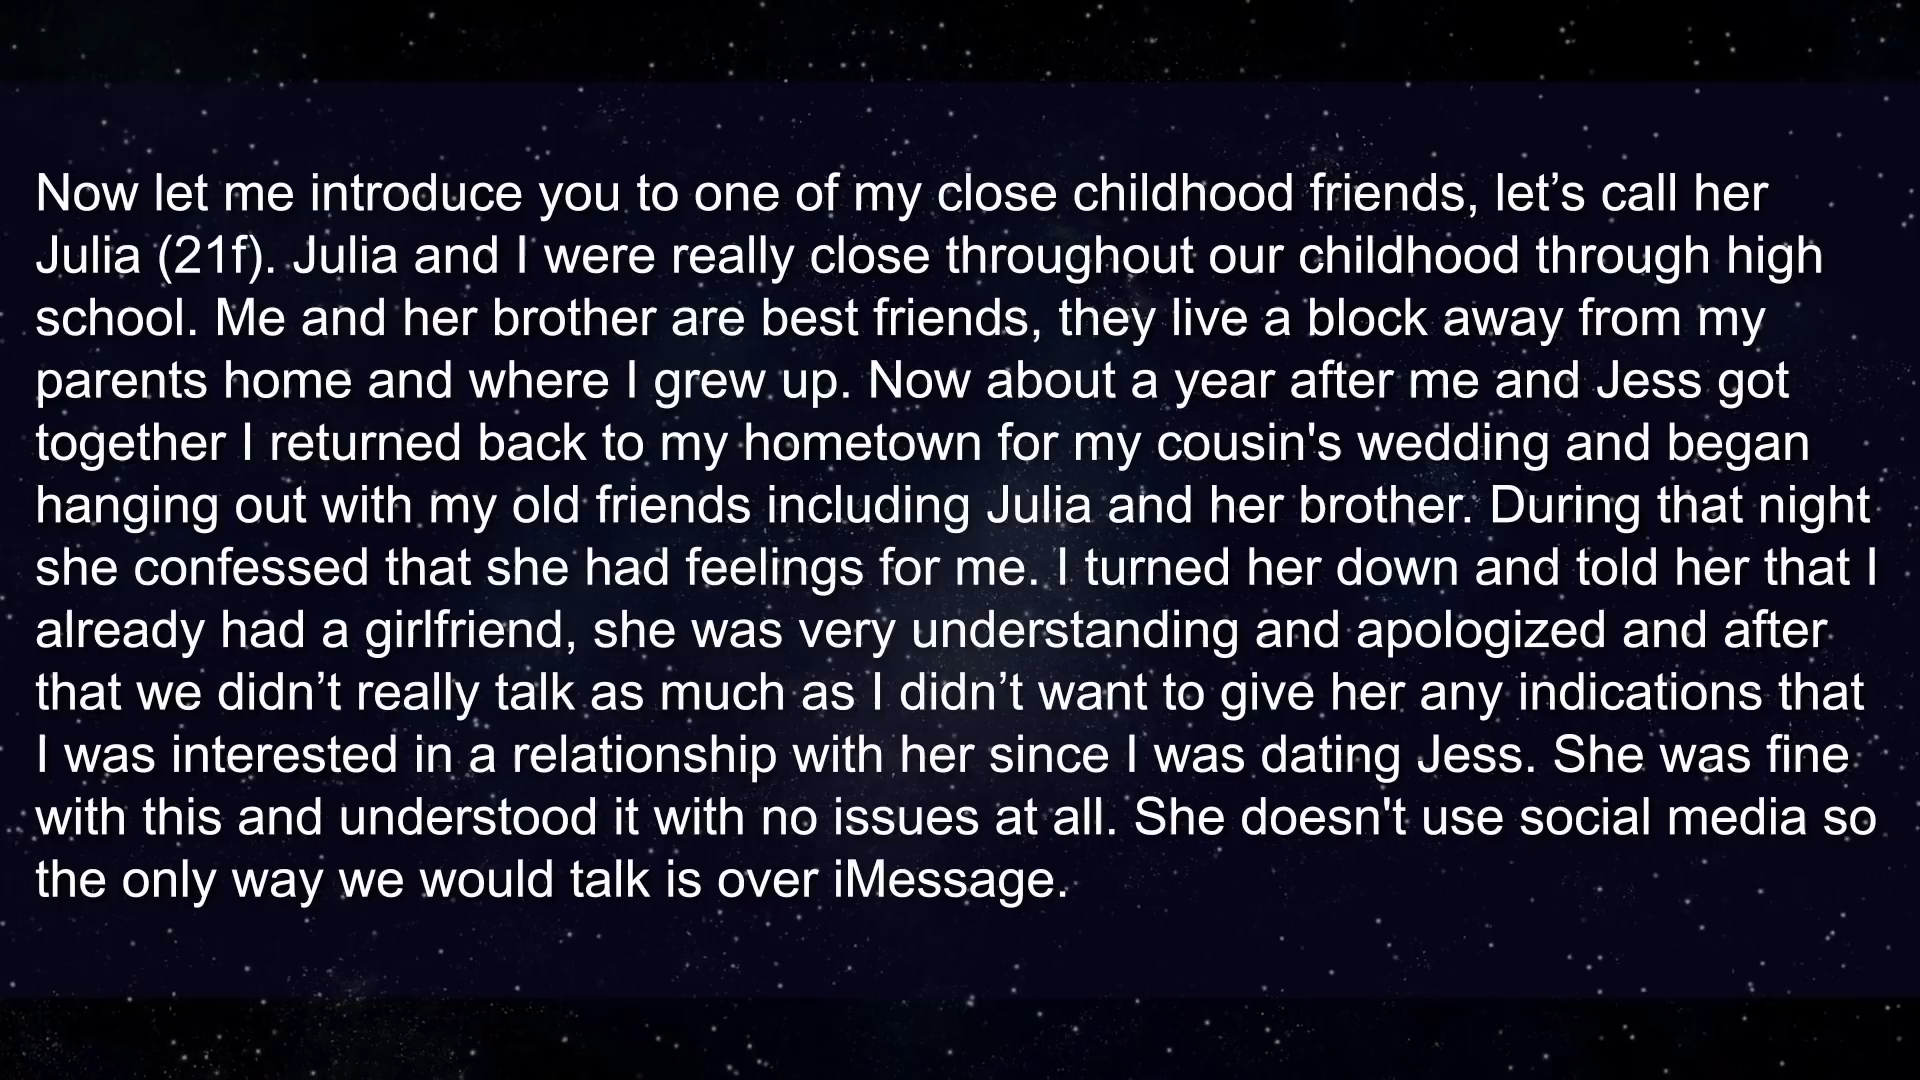 Now let me introduce you to one of my close childhood friends, let’s call her
Julia (21f). Julia and I were really close throughout our childhood through high
school. Me and her brother are best friends, they live a block away from my
parents home and where I grew up. Now about a year after me and Jess got
together I returned back to my hometown for my cousin's wedding and began
hanging out with my old friends including Julia and her brother. During that night
she confessed that she had feelings for me. I turned her down and told her that I
already had a girlfriend, she was very understanding and apologized and after
that we didn’t really talk as much as I didn’t want to give her any indications that
I was interested in a relationship with her since I was dating Jess. She was fine
with this and understood it with no issues at all. She doesn't use social media so
the only way we would talk is over iMessage.